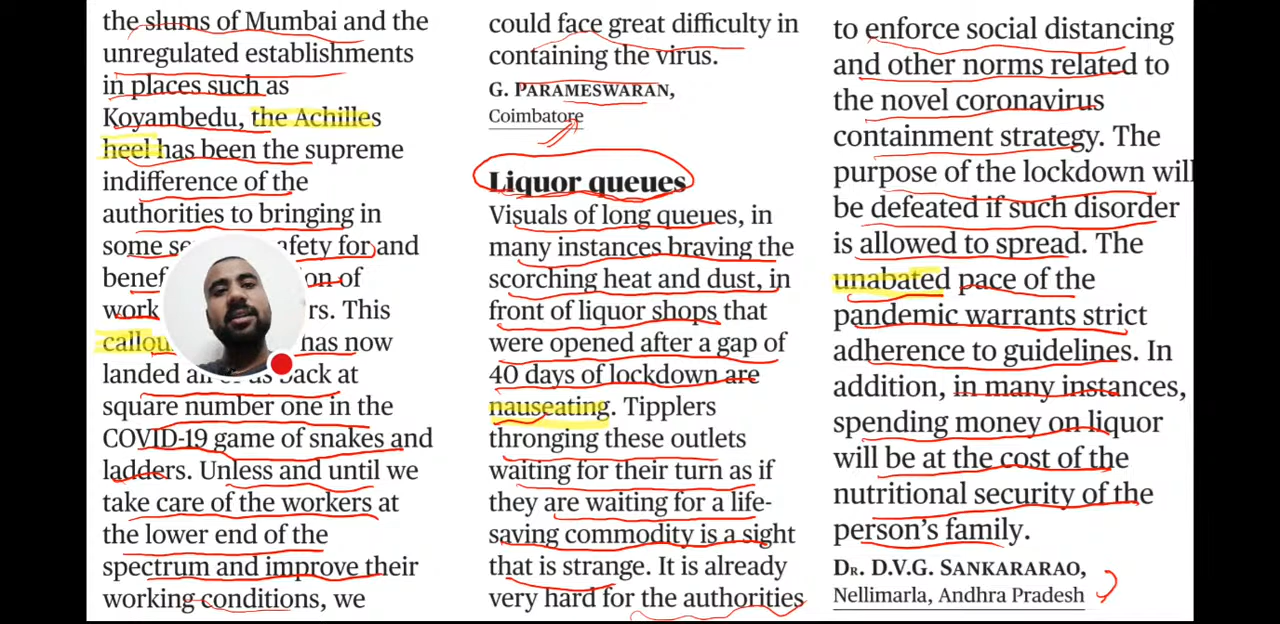 the slums of Mumbai and the
unregulated establishments
in places such as
Koyambedu, the Achilles
heel has been the supreme
indifference of the
authorities to bringing in
some and
of
work This
has now
landed back at
square number one in the
COVID-19 game of snakes and
ladders. Unless and until we
take care of the workers at
the lower end of the
spectrum and improve their
working conditions, we
could face great difficulty in
containing the virus.
G. PARAMESWARAN,
Coimbatore
Liquor queues
Visuals of long queues, in
many instances braving the
scorching heat and dust, in
front of liquor shops that
were opened after a gap of
40 days of lockdown are
nauseating. Tipplers
thronging these outlets
waiting for their turn as if
they are waiting for a life-
saving commodity is a sight
that is strange. It is already
very hard for the authorities
to enforce social distancing
and other norms related to
the novel coronavirus
containment strategy. The
purpose of the lockdown will
be defeated if such disorder
is allowed to spread. The
unabated pace of the
pandemic warrants strict
adherence to guidelines. In
addition, in many instances,
spending money on liquor
will be at the cost of the
nutritional security of the
person's family.
DR. D.V.G. SANKARARAO,
Nellimarla, Andhra Pradesh